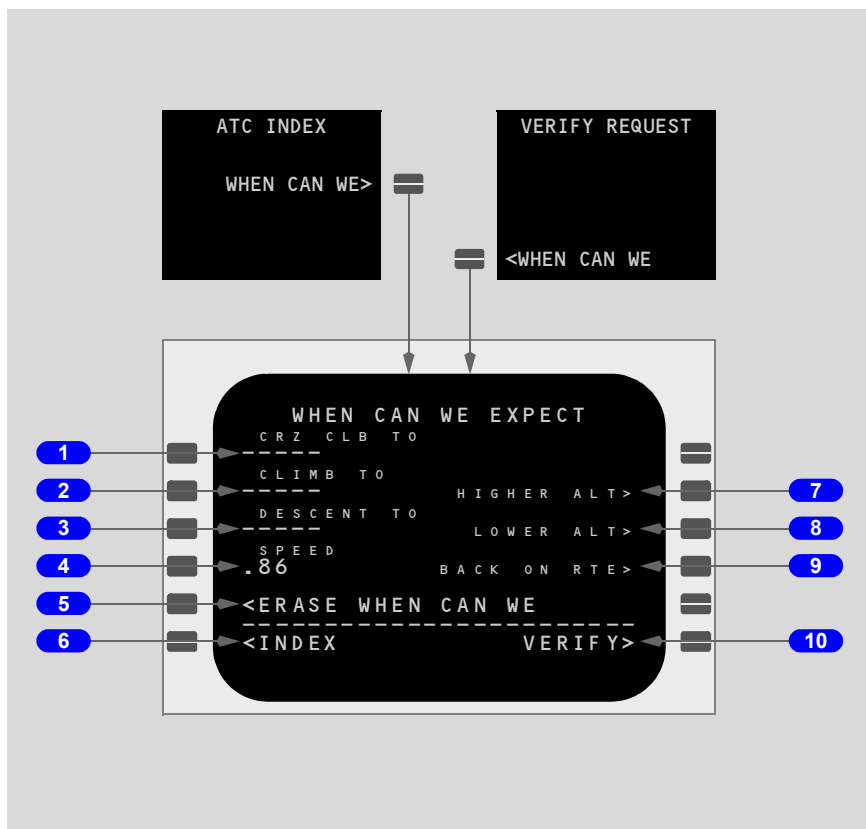 ATC INDEX
WHEN CAN WE>
VERIFY REQUEST
<WHEN CAN WE
WHEN CAN WE EXPECT
CRZ CLB TO
1 -----
CLIMB TO
2 ----- HIGHER ALT> 7
DESCENT TO
3 ----- LOWER ALT> 8
SPEED
4 .86 BACK ON RTE> 9
5 <ERASE WHEN CAN WE
------------------------
6 <INDEX VERIFY> 10